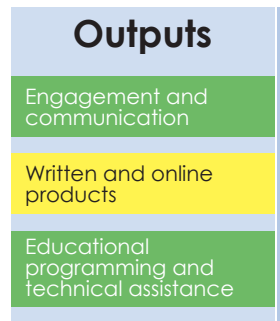 Outputs
Engagement and
communication
Written and online
products
Educational
programming and
technical assistance